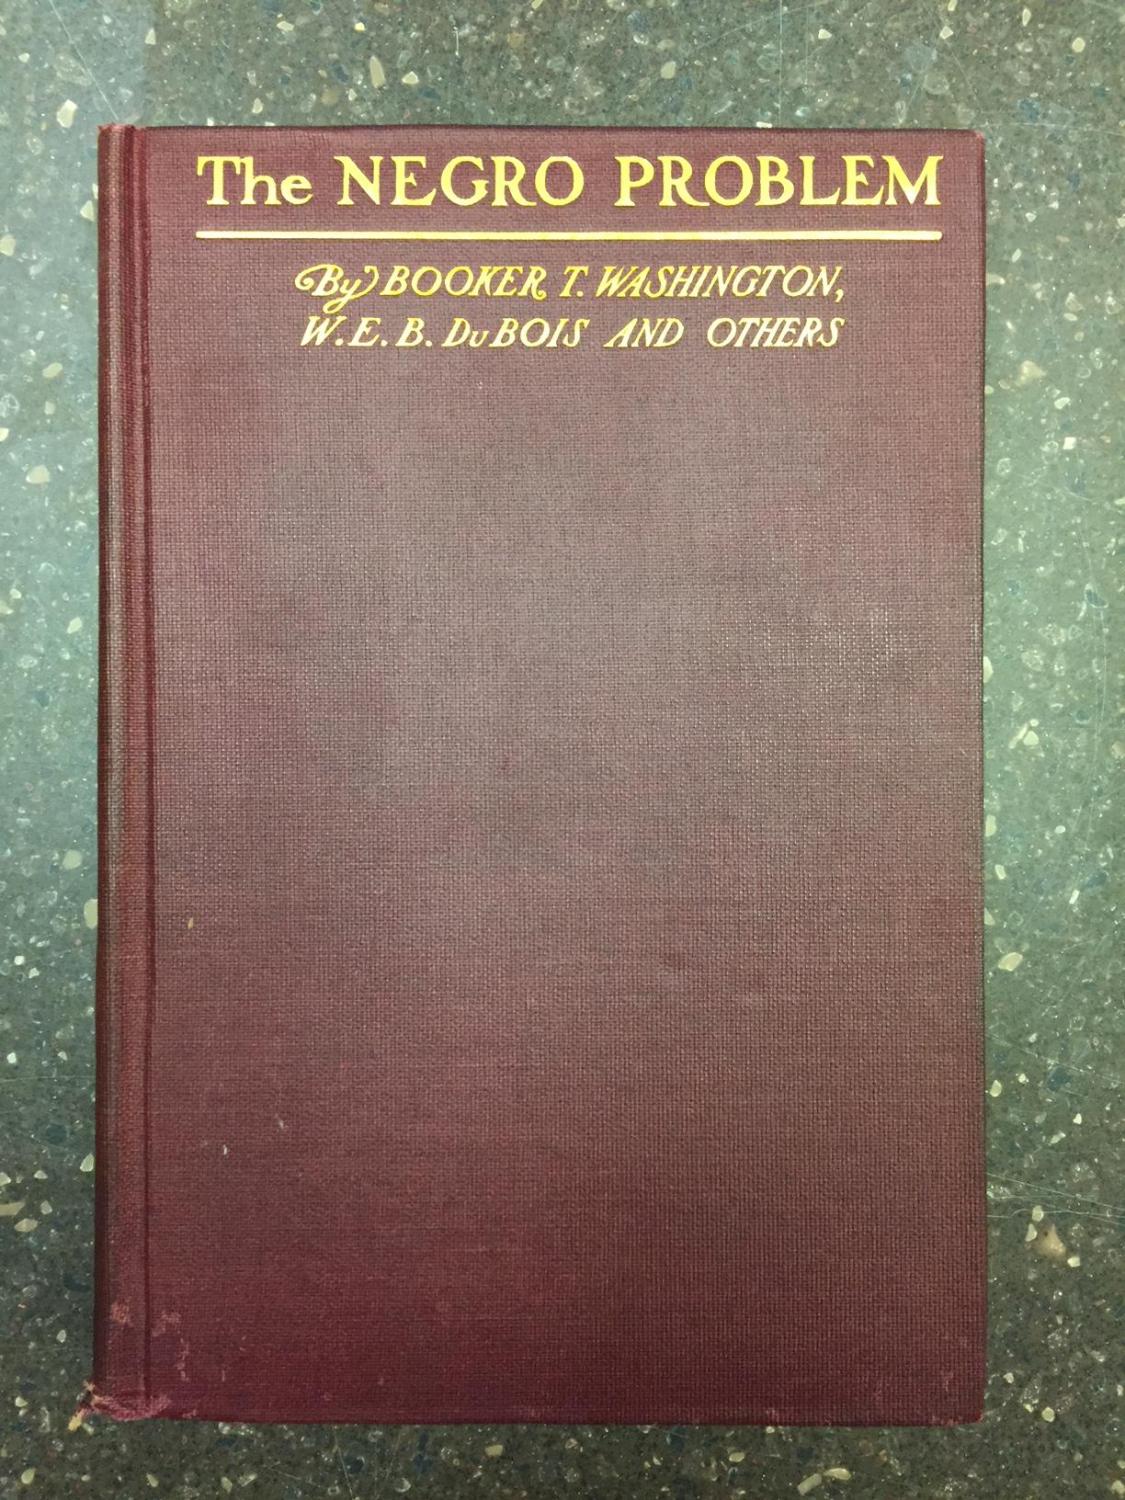 The NEGRO PROBLEM
By BOOKER T. WASHINGTON,
W. E. B. DuBOIS AND OTHERS